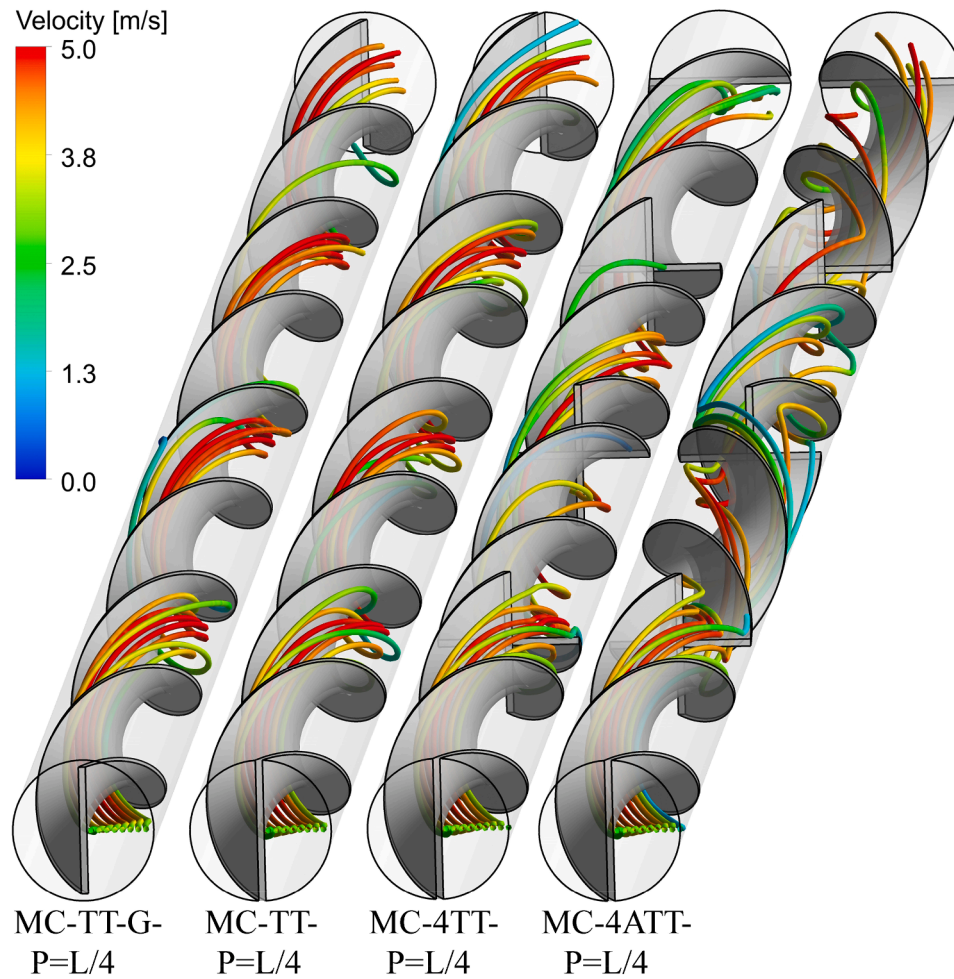 Velocity [m/s]
5.0
3.8
2.5
1.3
0.0
MC-TT-G-
P=L/4
MC-TT-
P=L/4
MC-4TT-
P=L/4
MC-4ATT-
P=L/4